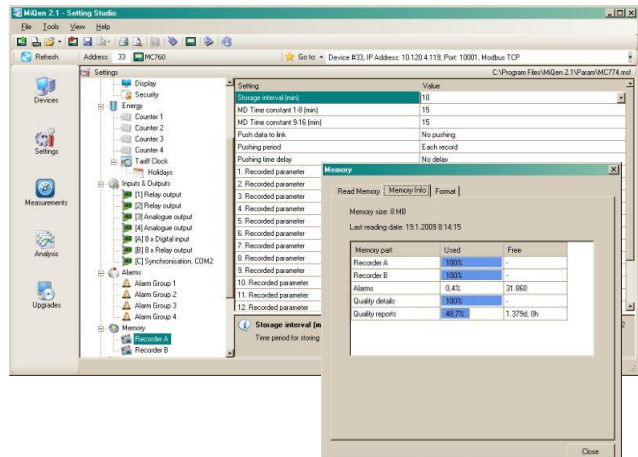 MiQen 2.1 - Setting Studio
File Tools View Help
Refresh Address: 33 MC760 Go to: Device #33, IP Address: 10.120.4.119, Port: 10001, Modbus TCP
Settings C:\Program Files\MiQen 2.1\Param\MC774.msf
Devices
Settings
Measurements
Analysis
Upgrades
Display
Security
Energy
Counter 1
Counter 2
Counter 3
Counter 4
Tariff Clock
Holidays
Inputs & Outputs
[1] Relay output
[2] Relay output
[3] Analogue output
[4] Analogue output
[A] 8 x Digital input
[B] 8 x Relay output
[C] Synchronisation, COM2
Alarms
Alarm Group 1
Alarm Group 2
Alarm Group 3
Alarm Group 4
Memory
Recorder A
Recorder B
Setting Value
Storage interval (min) 10
MD Time constant 1-8 (min) 15
MD Time constant 9-16 (min) 15
Push data to link No pushing
Pushing period Each record
Pushing time delay No delay
1. Recorded parameter
2. Recorded parameter
3. Recorded parameter
4. Recorded parameter
5. Recorded parameter
6. Recorded parameter
7. Recorded parameter
8. Recorded parameter
9. Recorded parameter
10. Recorded parameter
11. Recorded parameter
12. Recorded parameter
Storage interval (m
Time period for storing
Memory
Read Memory Memory Info Format
Memory size: 8 MB
Last reading date: 19.1.2009 8:14:15
Memory part Used Free
Recorder A 100% -
Recorder B 100% -
Alarms 0,4% 31.860
Quality details 100% -
Quality reports 48,7% 1.379d, 0h
Close